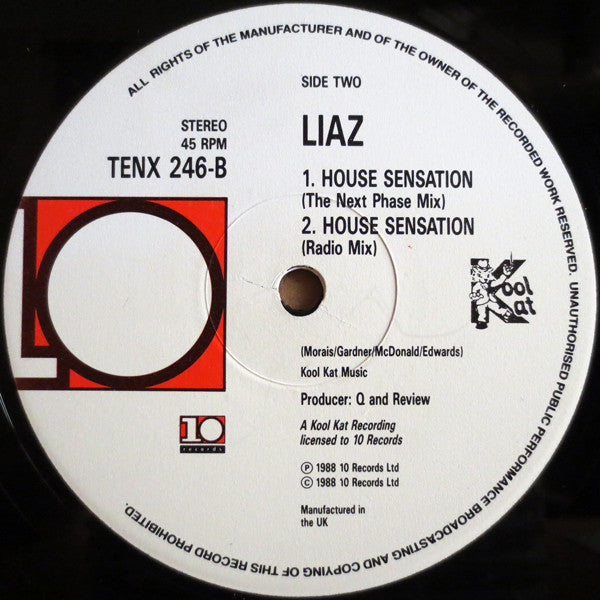 ALL RIGHTS OF THE MANUFACTURER AND OF THE OWNER OF THE RECORDED WORK RESERVED. UNAUTHORISED PUBLIC PERFORMANCE BROADCASTING AND COPYING OF THIS RECORD PROHIBITED.
SIDE TWO
STEREO
45 RPM
TENX 246-B
LIAZ
1. HOUSE SENSATION
(The Next Phase Mix)
2. HOUSE SENSATION
(Radio Mix)
10
Kool
Kat
(Morais/Gardner/McDonald/Edwards)
Kool Kat Music
Producer: Q and Review
A Kool Kat Recording
licensed to 10 Records
10
records
Ⓟ 1988 10 Records Ltd
© 1988 10 Records Ltd
Manufactured in
the UK